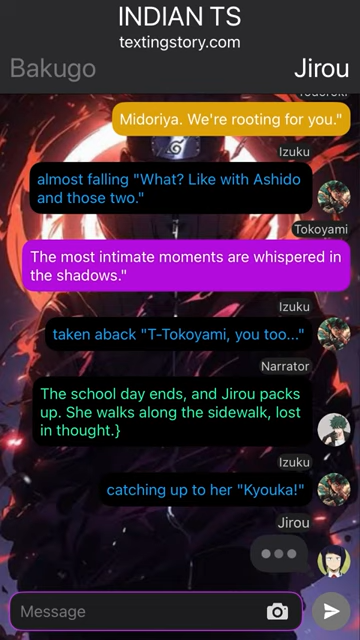 INDIAN TS
textingstory.com
Bakugo
Jirou
Todoroki
Midoriya. We're rooting for you."
Izuku
almost falling "What? Like with Ashido
and those two."
Tokoyami
The most intimate moments are whispered in
the shadows."
Izuku
taken aback "T-Tokoyami, you too..."
Narrator
The school day ends, and Jirou packs
up. She walks along the sidewalk, lost
in thought.}
Izuku
catching up to her "Kyouka!"
Jirou
Message